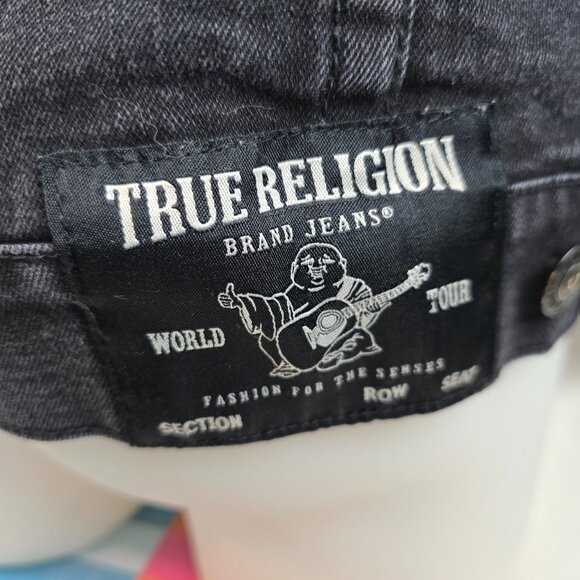 TRUE RELIGION
BRAND JEANS®
WORLD TOUR
FASHION FOR THE SENSES
SECTION ROW SEAT